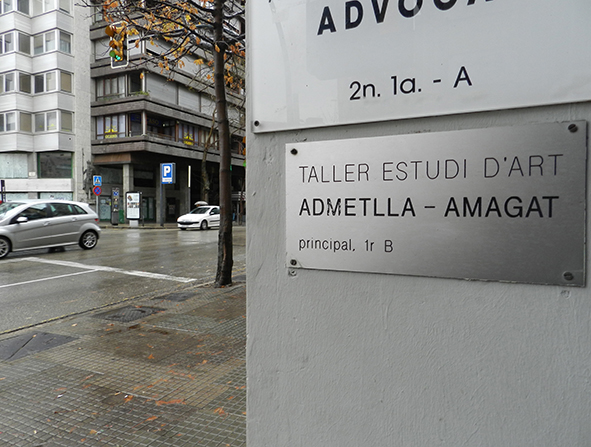 ADVOCA
2n. 1a. - A
TALLER ESTUDI D'ART
ADMETLLA - AMAGAT
principal, 1r B
P